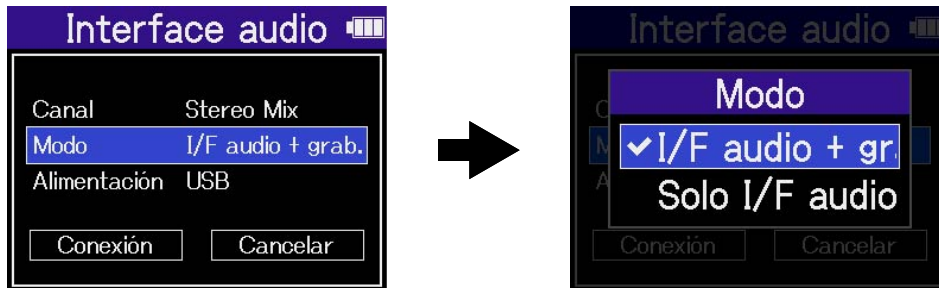 Interface audio
Canal Stereo Mix
Modo I/F audio + grab.
Alimentación USB
Conexión Cancelar
Interface audio
Modo
I/F audio + gr
Solo I/F audio
Conexión Cancelar